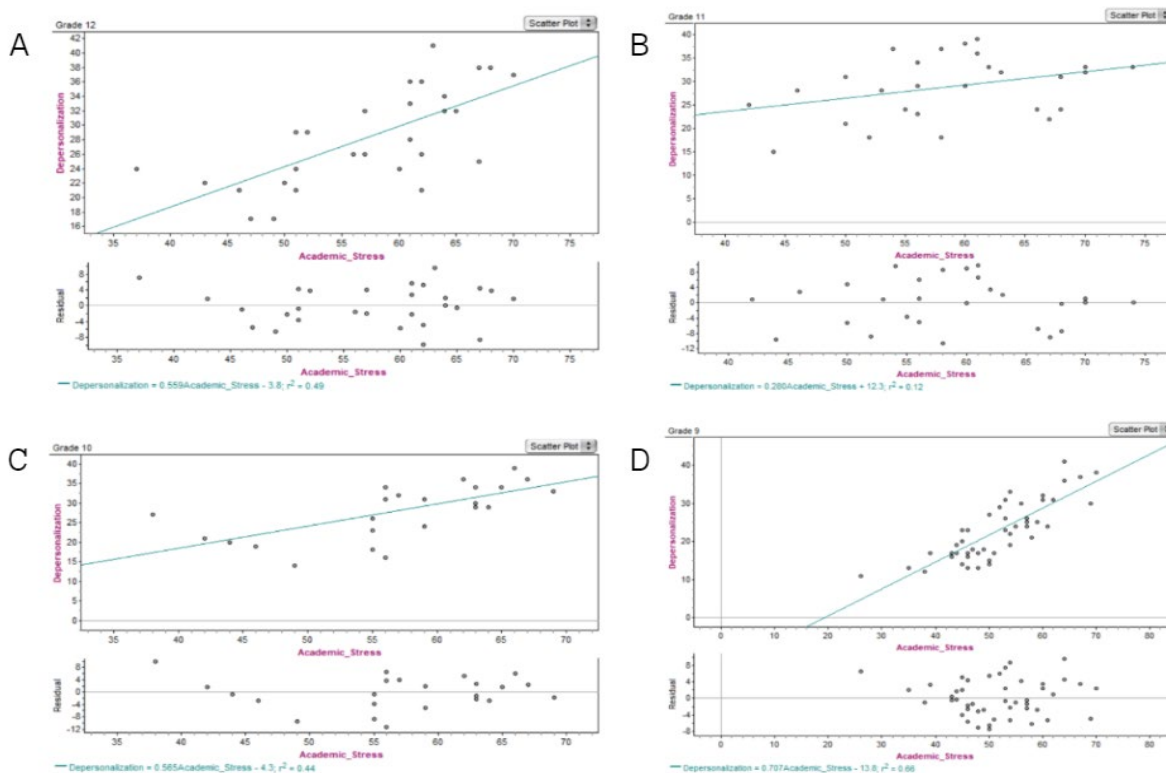 A
Grade 12
Scatter Plot
Depersonalization
42
40
38
36
34
32
30
28
26
24
22
20
18
16
35 40 45 50 55 60 65 70 75
Academic_Stress
Residual
4
0
-4
-8
35 40 45 50 55 60 65 70 75
Academic_Stress
Depersonalization = 0.559Academic_Stress - 3.8; r² = 0.49
B
Grade 11
Scatter Plot
Depersonalization
40
35
30
25
20
15
10
5
0
40 45 50 55 60 65 70 75
Academic_Stress
Residual
8
4
0
-4
-8
-12
40 45 50 55 60 65 70 75
Academic_Stress
Depersonalization = 0.280Academic_Stress + 12.3; r² = 0.12
C
Grade 10
Scatter Plot
Depersonalization
40
35
30
25
20
15
10
5
0
35 40 45 50 55 60 65 70
Academic_Stress
Residual
8
4
0
-4
-8
-12
35 40 45 50 55 60 65 70
Academic_Stress
Depersonalization = 0.565Academic_Stress - 4.3; r² = 0.44
D
Grade 9
Scatter Plot
Depersonalization
40
30
20
10
0
0 10 20 30 40 50 60 70 80
Academic_Stress
Residual
8
4
0
-4
-8
0 10 20 30 40 50 60 70 80
Academic_Stress
Depersonalization = 0.707Academic_Stress - 13.8; r² = 0.66